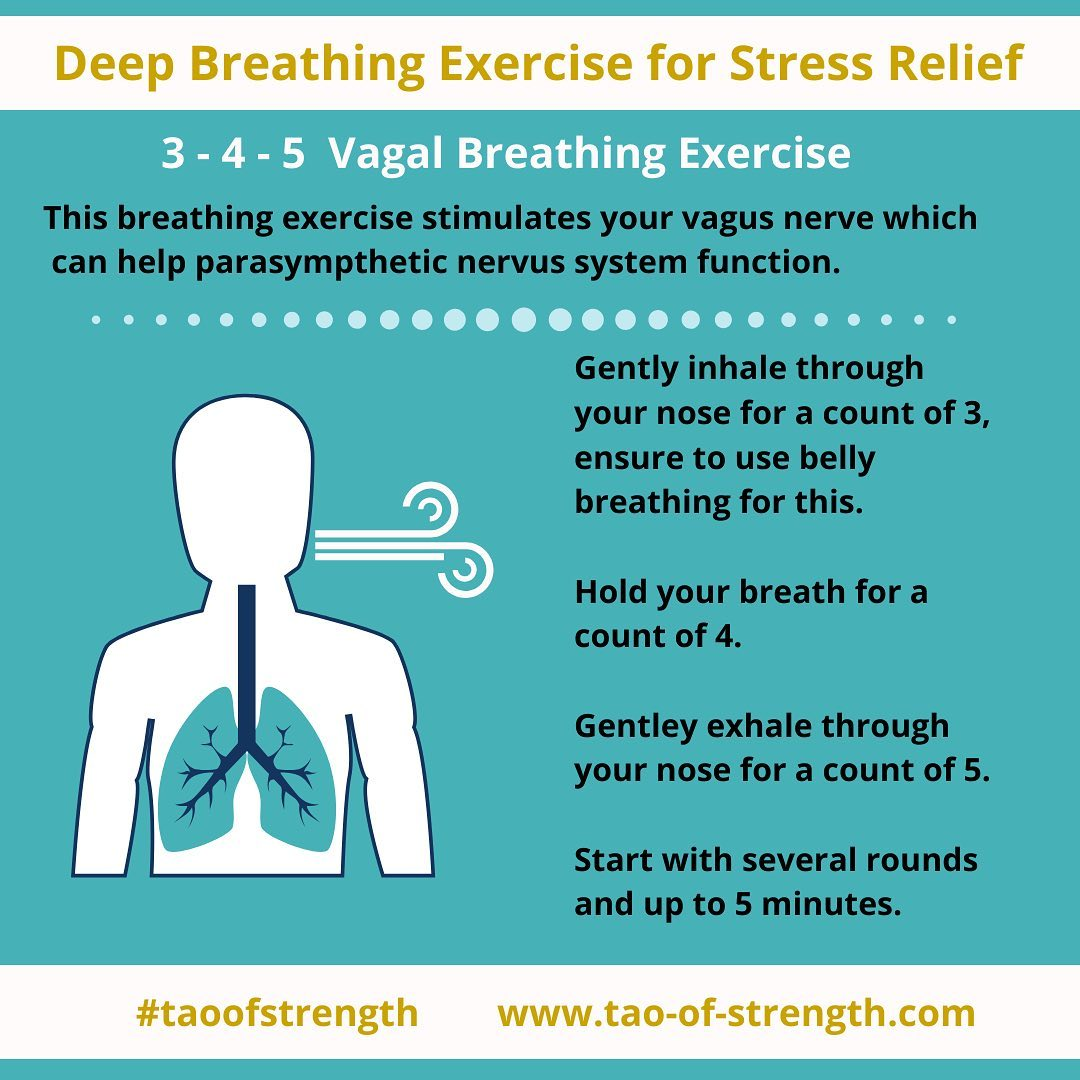 Deep Breathing Exercise for Stress Relief
3 - 4 - 5 Vagal Breathing Exercise
This breathing exercise stimulates your vagus nerve which
can help parasympthetic nervus system function.
Gently inhale through
your nose for a count of 3,
ensure to use belly
breathing for this.
Hold your breath for a
count of 4.
Gentley exhale through
your nose for a count of 5.
Start with several rounds
and up to 5 minutes.
#taoofstrength www.tao-of-strength.com